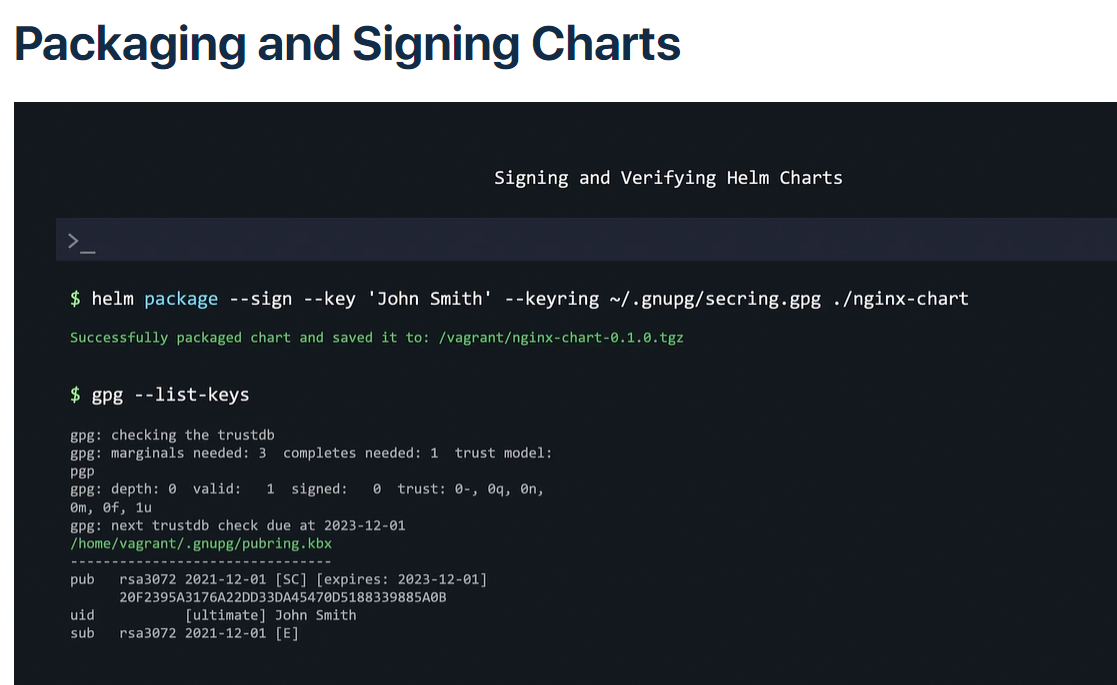 Packaging and Signing Charts
Signing and Verifying Helm Charts
>_
$ helm package --sign --key 'John Smith' --keyring ~/.gnupg/secring.gpg ./nginx-chart
Successfully packaged chart and saved it to: /vagrant/nginx-chart-0.1.0.tgz
$ gpg --list-keys
gpg: checking the trustdb
gpg: marginals needed: 3  completes needed: 1  trust model:
pgp
gpg: depth: 0  valid:   1  signed:   0  trust: 0-, 0q, 0n,
0m, 0f, 1u
gpg: next trustdb check due at 2023-12-01
/home/vagrant/.gnupg/pubring.kbx
--------------------------------
pub   rsa3072 2021-12-01 [SC] [expires: 2023-12-01]
      20F2395A3176A22DD33DA45470D5188339885A0B
uid           [ultimate] John Smith
sub   rsa3072 2021-12-01 [E]